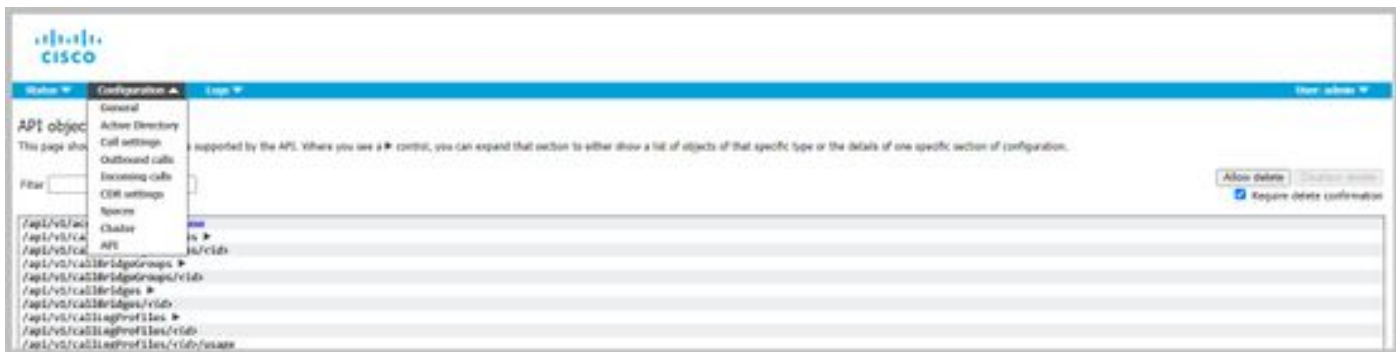 CISCO
Status ▼ Configuration ▲ Logs ▼ User: admin ▼
General
Active Directory
Call settings
Outbound calls
Incoming calls
CDR settings
Spaces
Cluster
API
API objec
This page sho supported by the API. Where you see a ► control, you can expand that section to either show a list of objects of that specific type or the details of one specific section of configuration.
Filter
Allow delete
Require delete confirmation
/api/v1/ac
/api/v1/ca s ►
/api/v1/ca s/<id>
/api/v1/callBridgeGroups ►
/api/v1/callBridgeGroups/<id>
/api/v1/callBridges ►
/api/v1/callBridges/<id>
/api/v1/callLegProfiles ►
/api/v1/callLegProfiles/<id>
/api/v1/callLegProfiles/<id>/usage